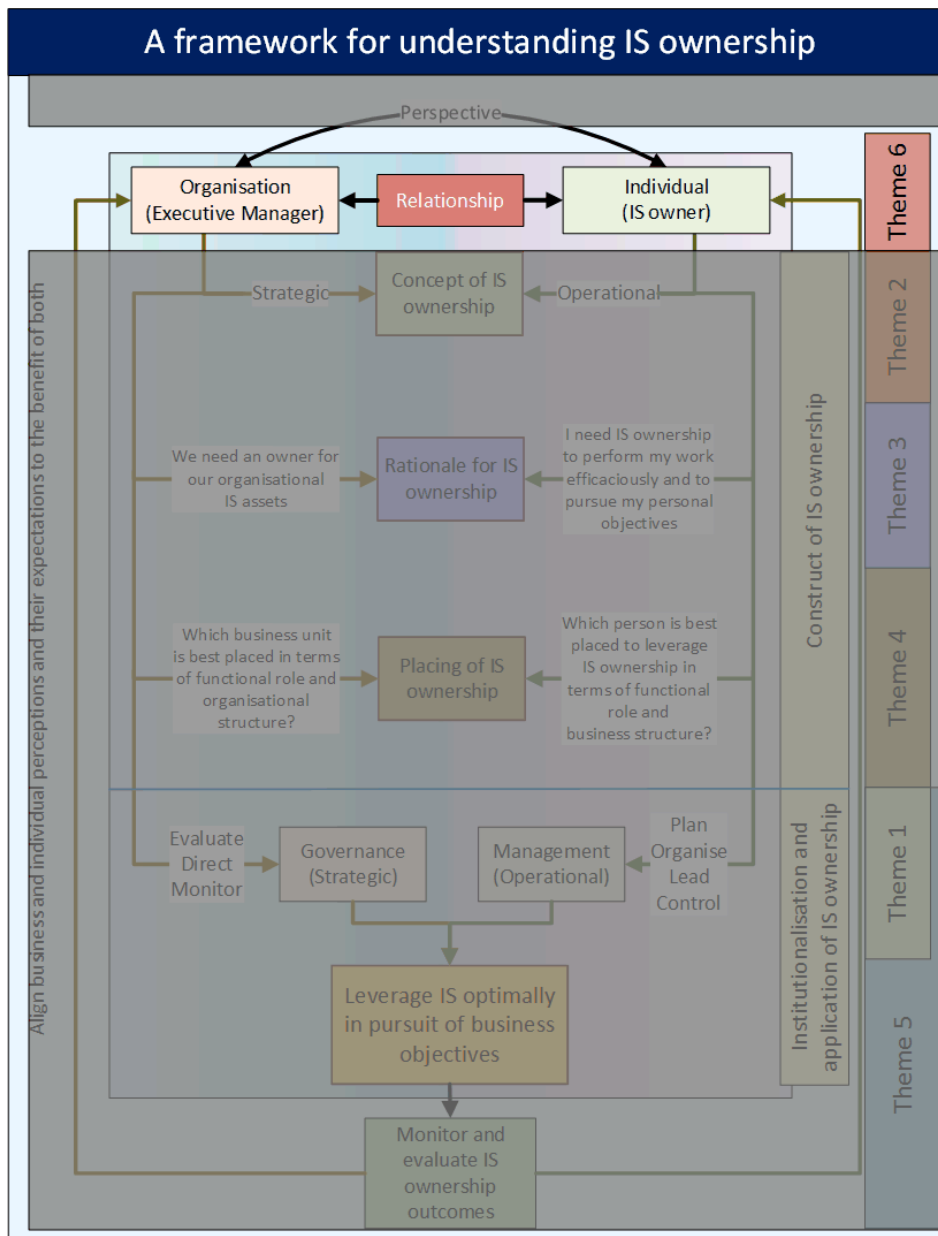 A framework for understanding IS ownership
Perspective
Organisation
(Executive Manager)
Relationship
Individual
(IS owner)
Theme 6
Strategic
Concept of IS
ownership
Operational
Theme 2
We need an owner for
our organisational
IS assets
Rationale for IS
ownership
I need IS ownership
to perform my work
efficaciously and to
pursue my personal
objectives
Theme 3
Which business unit
is best placed in terms
of functional role and
organisational
structure?
Placing of IS
ownership
Which person is best
placed to leverage
IS ownership in
terms of functional
role and
business structure?
Theme 4
Construct of IS ownership
Align business and individual perceptions and their expectations to the benefit of both
Evaluate
Direct
Monitor
Governance
(Strategic)
Management
(Operational)
Plan
Organise
Lead
Control
Theme 1
Institutionalisation and
application of IS ownership
Leverage IS optimally
in pursuit of business
objectives
Theme 5
Monitor and
evaluate IS
ownership
outcomes